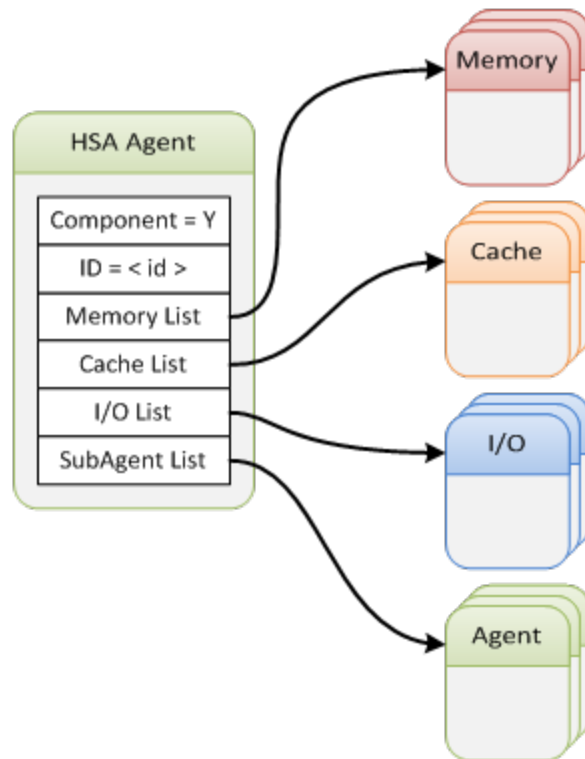 HSA Agent
Component = Y
ID = < id >
Memory List
Cache List
I/O List
SubAgent List
Memory
Cache
I/O
Agent